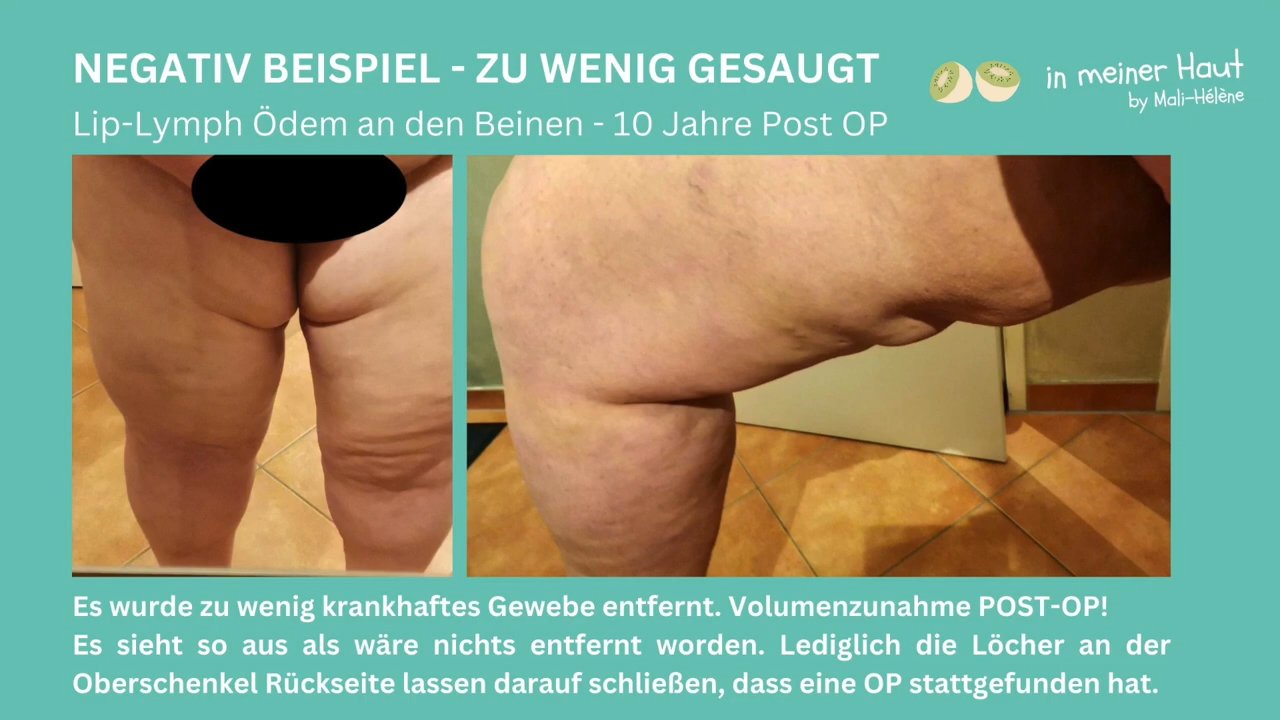 NEGATIV BEISPIEL - ZU WENIG GESAUGT
Lip-Lymph Ödem an den Beinen - 10 Jahre Post OP
in meiner Haut
by Mali-Hélène
Es wurde zu wenig krankhaftes Gewebe entfernt. Volumenzunahme POST-OP!
Es sieht so aus als wäre nichts entfernt worden. Lediglich die Löcher an der
Oberschenkel Rückseite lassen darauf schließen, dass eine OP stattgefunden hat.